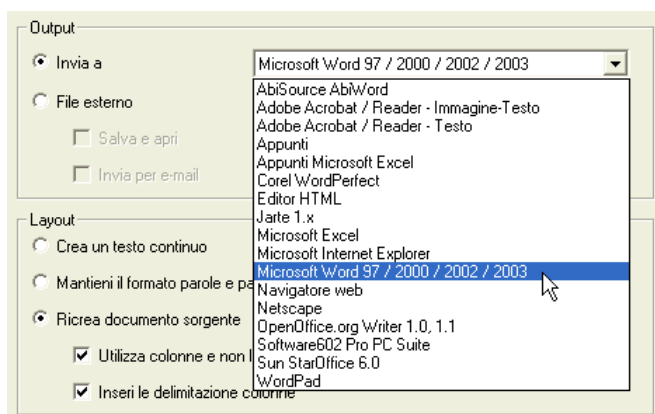 Output
Invia a
Microsoft Word 97 / 2000 / 2002 / 2003
File esterno
Salva e apri
Invia per e-mail
AbiSource AbiWord
Adobe Acrobat / Reader - Immagine-Testo
Adobe Acrobat / Reader - Testo
Appunti
Appunti Microsoft Excel
Corel WordPerfect
Editor HTML
Jarte 1.x
Microsoft Excel
Microsoft Internet Explorer
Microsoft Word 97 / 2000 / 2002 / 2003
Navigatore web
Netscape
OpenOffice.org Writer 1.0, 1.1
Software602 Pro PC Suite
Sun StarOffice 6.0
WordPad
Layout
Crea un testo continuo
Mantieni il formato parole e
Ricrea documento sorgente
Utilizza colonne e non
Inseri le delimitazione colonne